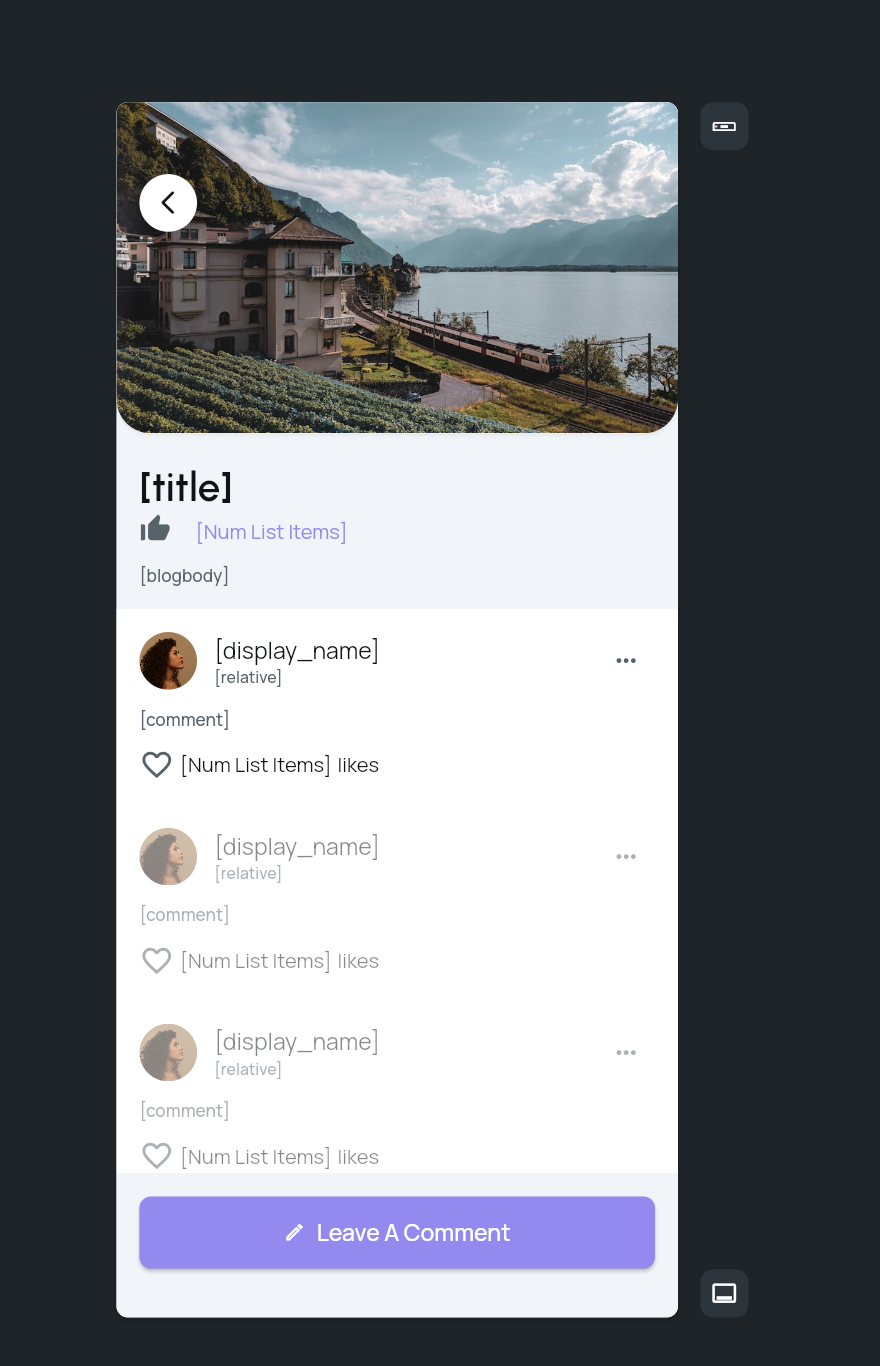 [title]
[Num List Items]
[blogbody]
[display_name]
[relative]
[comment]
[Num List Items] likes
[display_name]
[relative]
[comment]
[Num List Items] likes
[display_name]
[relative]
[comment]
[Num List Items] likes
Leave A Comment